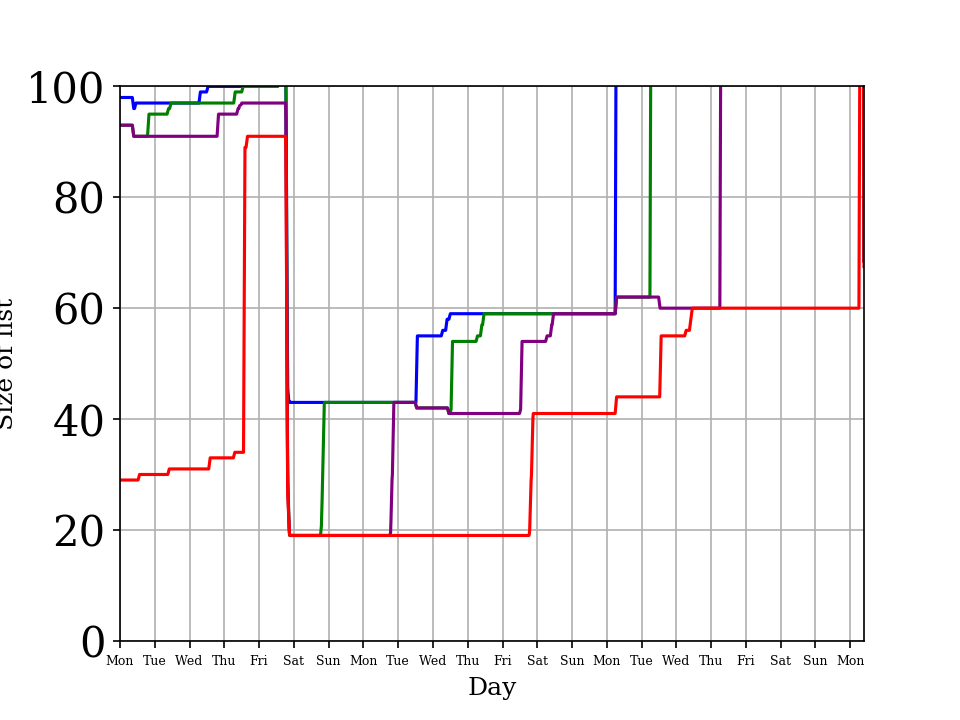 100
80
60
40
20
0
Size of list
Mon Tue Wed Thu Fri Sat Sun Mon Tue Wed Thu Fri Sat Sun Mon Tue Wed Thu Fri Sat Sun Mon
Day